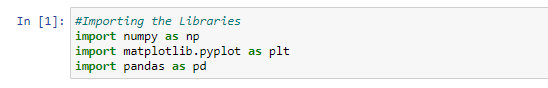 In [1]: #Importing the Libraries
import numpy as np
import matplotlib.pyplot as plt
import pandas as pd